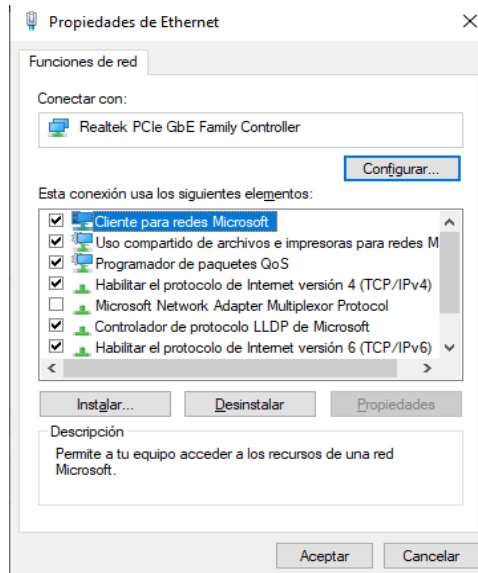 Propiedades de Ethernet
Funciones de red
Conectar con:
Realtek PCIe GbE Family Controller
Configurar...
Esta conexión usa los siguientes elementos:
Cliente para redes Microsoft
Uso compartido de archivos e impresoras para redes M
Programador de paquetes QoS
Habilitar el protocolo de Internet versión 4 (TCP/IPv4)
Microsoft Network Adapter Multiplexor Protocol
Controlador de protocolo LLDP de Microsoft
Habilitar el protocolo de Internet versión 6 (TCP/IPv6)
Instalar... Desinstalar Propiedades
Descripción
Permite a tu equipo acceder a los recursos de una red
Microsoft.
Aceptar Cancelar